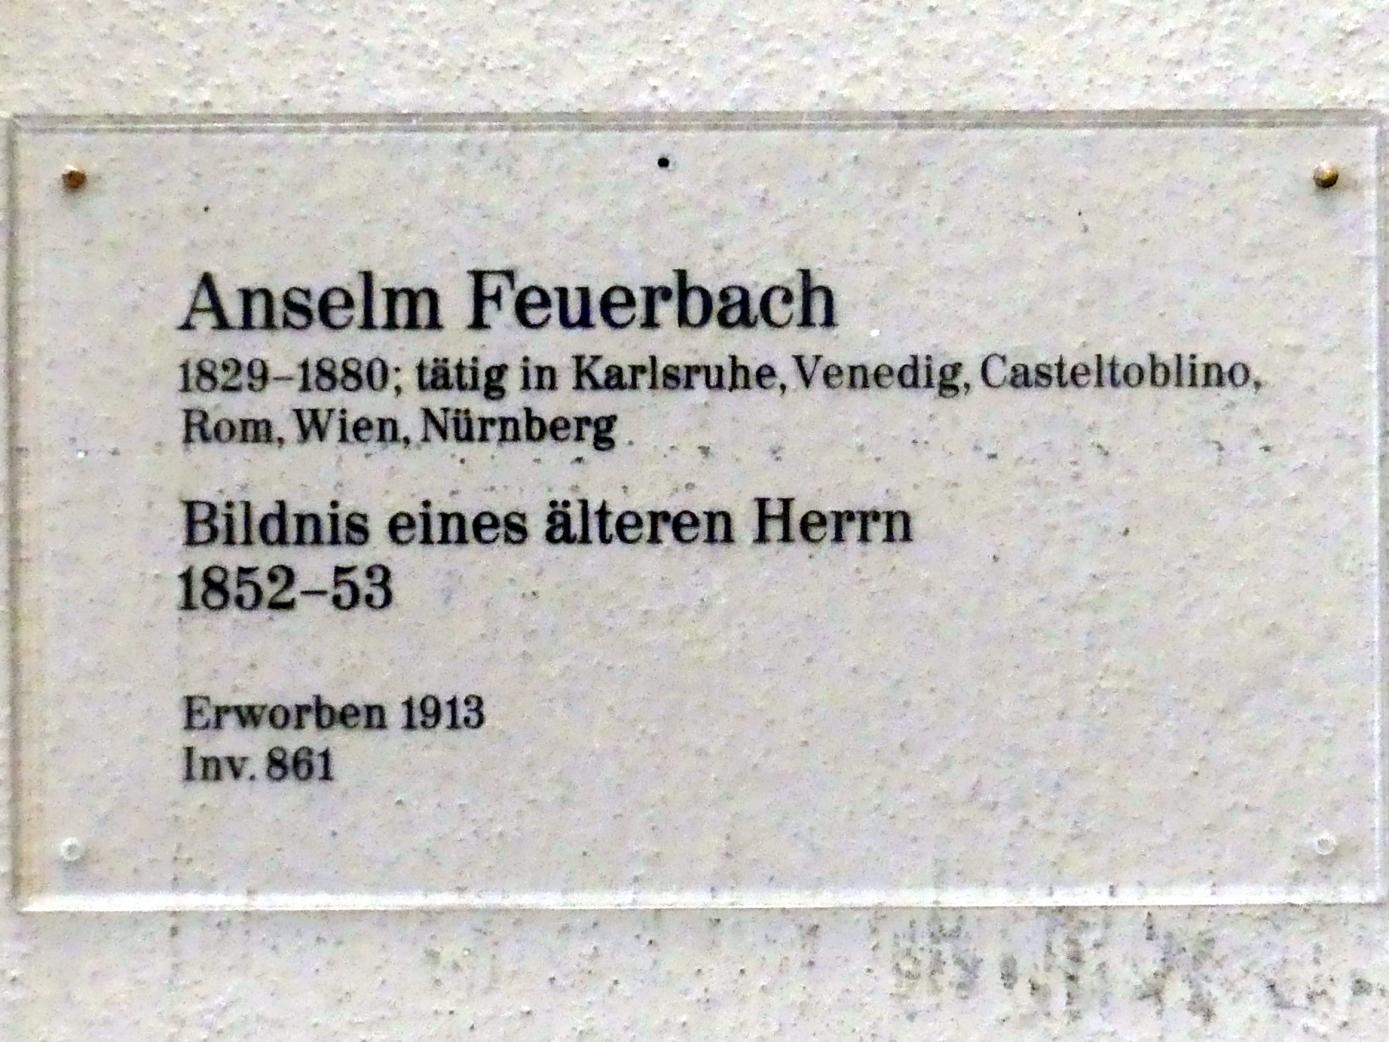 Anselm Feuerbach
1829–1880; tätig in Karlsruhe, Venedig, Casteltoblino,
Rom, Wien, Nürnberg
Bildnis eines älteren Herrn
1852–53
Erworben 1913
Inv. 861